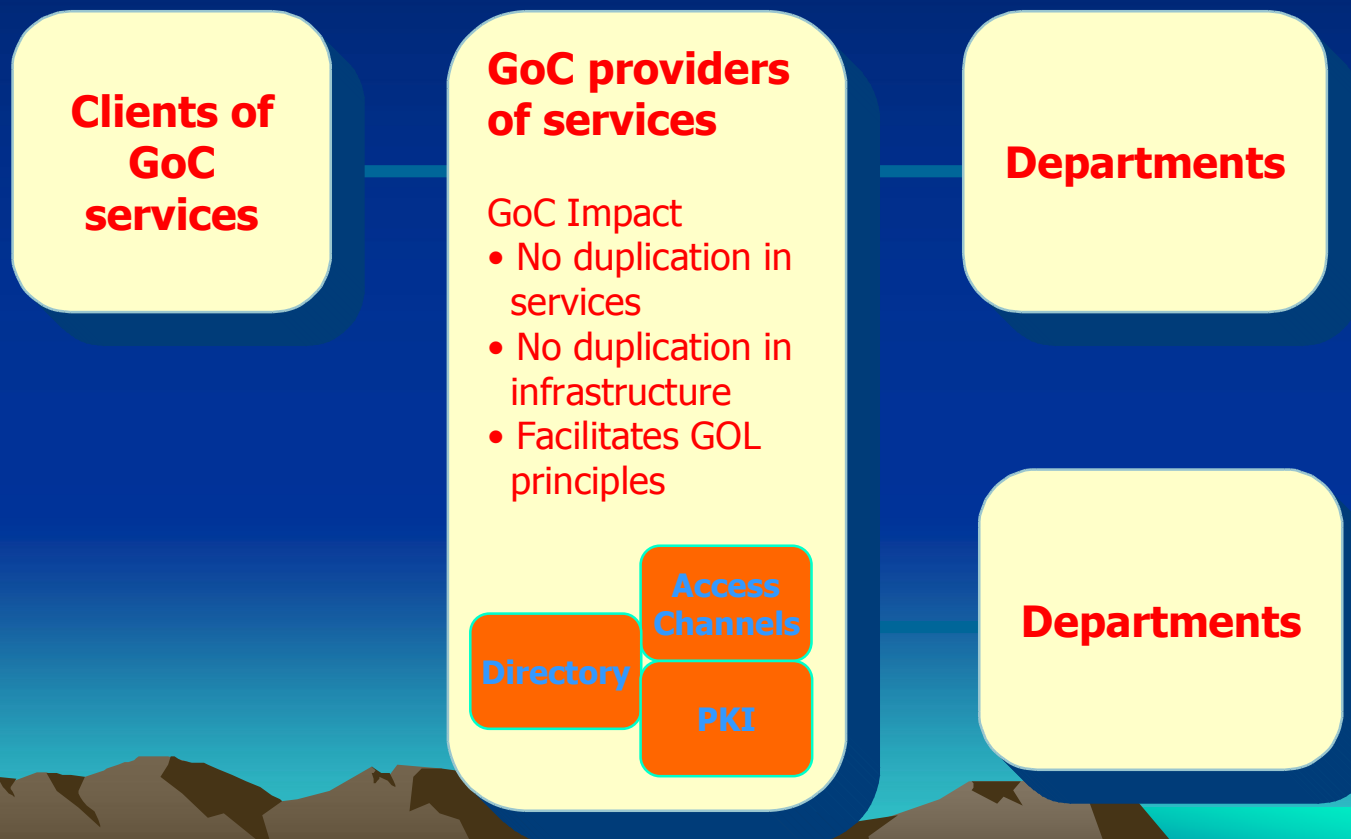 Clients of
GoC
services
GoC providers
of services
GoC Impact
• No duplication in
services
• No duplication in
infrastructure
• Facilitates GOL
principles
Access
Channels
Directory
PKI
Departments
Departments